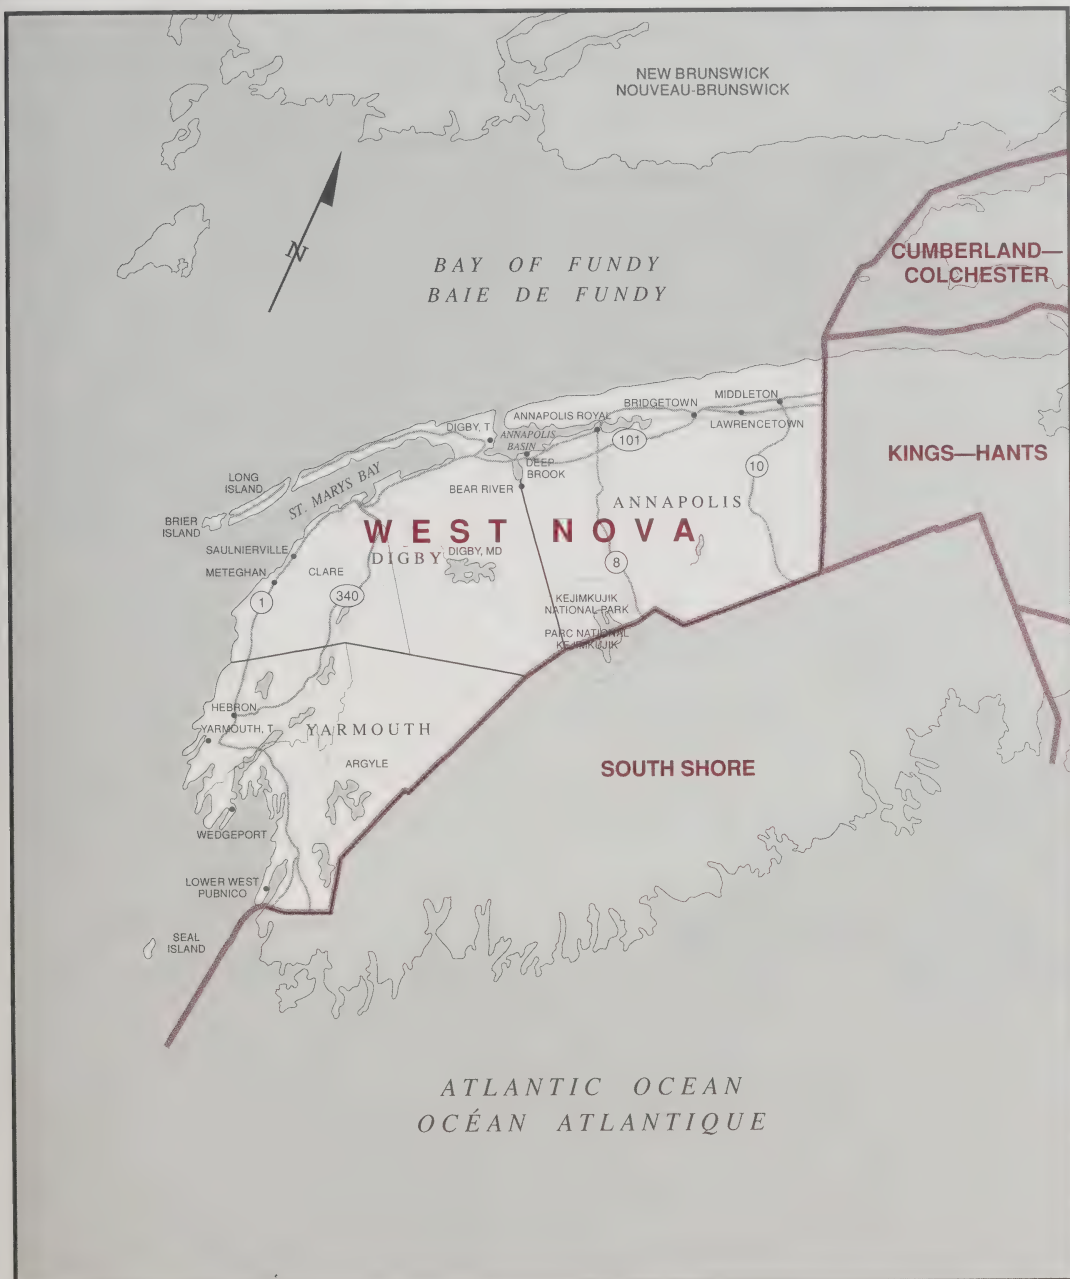 NEW BRUNSWICK
NOUVEAU-BRUNSWICK
N
CUMBERLAND—
COLCHESTER
BAY OF FUNDY
BAIE DE FUNDY
MIDDLETON
BRIDGETOWN
ANNAPOLIS ROYAL
LAWRENCETOWN
DIGBY, T
ANNAPOLIS
BASIN
101
KINGS—HANTS
DEEP
BROOK
10
LONG
ISLAND
ST. MARYS BAY
BEAR RIVER
ANNAPOLIS
BRIER
ISLAND
WEST NOVA
SAULNIERVILLE
DIGBY
DIGBY, MD
METEGHAN
CLARE
8
1
340
KEJIMKUJIK
NATIONAL PARK
PARC NATIONAL
KEJIMKUJIK
HEBRON
YARMOUTH, T
YARMOUTH
ARGYLE
SOUTH SHORE
WEDGEPORT
LOWER WEST
PUBNICO
SEAL
ISLAND
ATLANTIC OCEAN
OCÉAN ATLANTIQUE